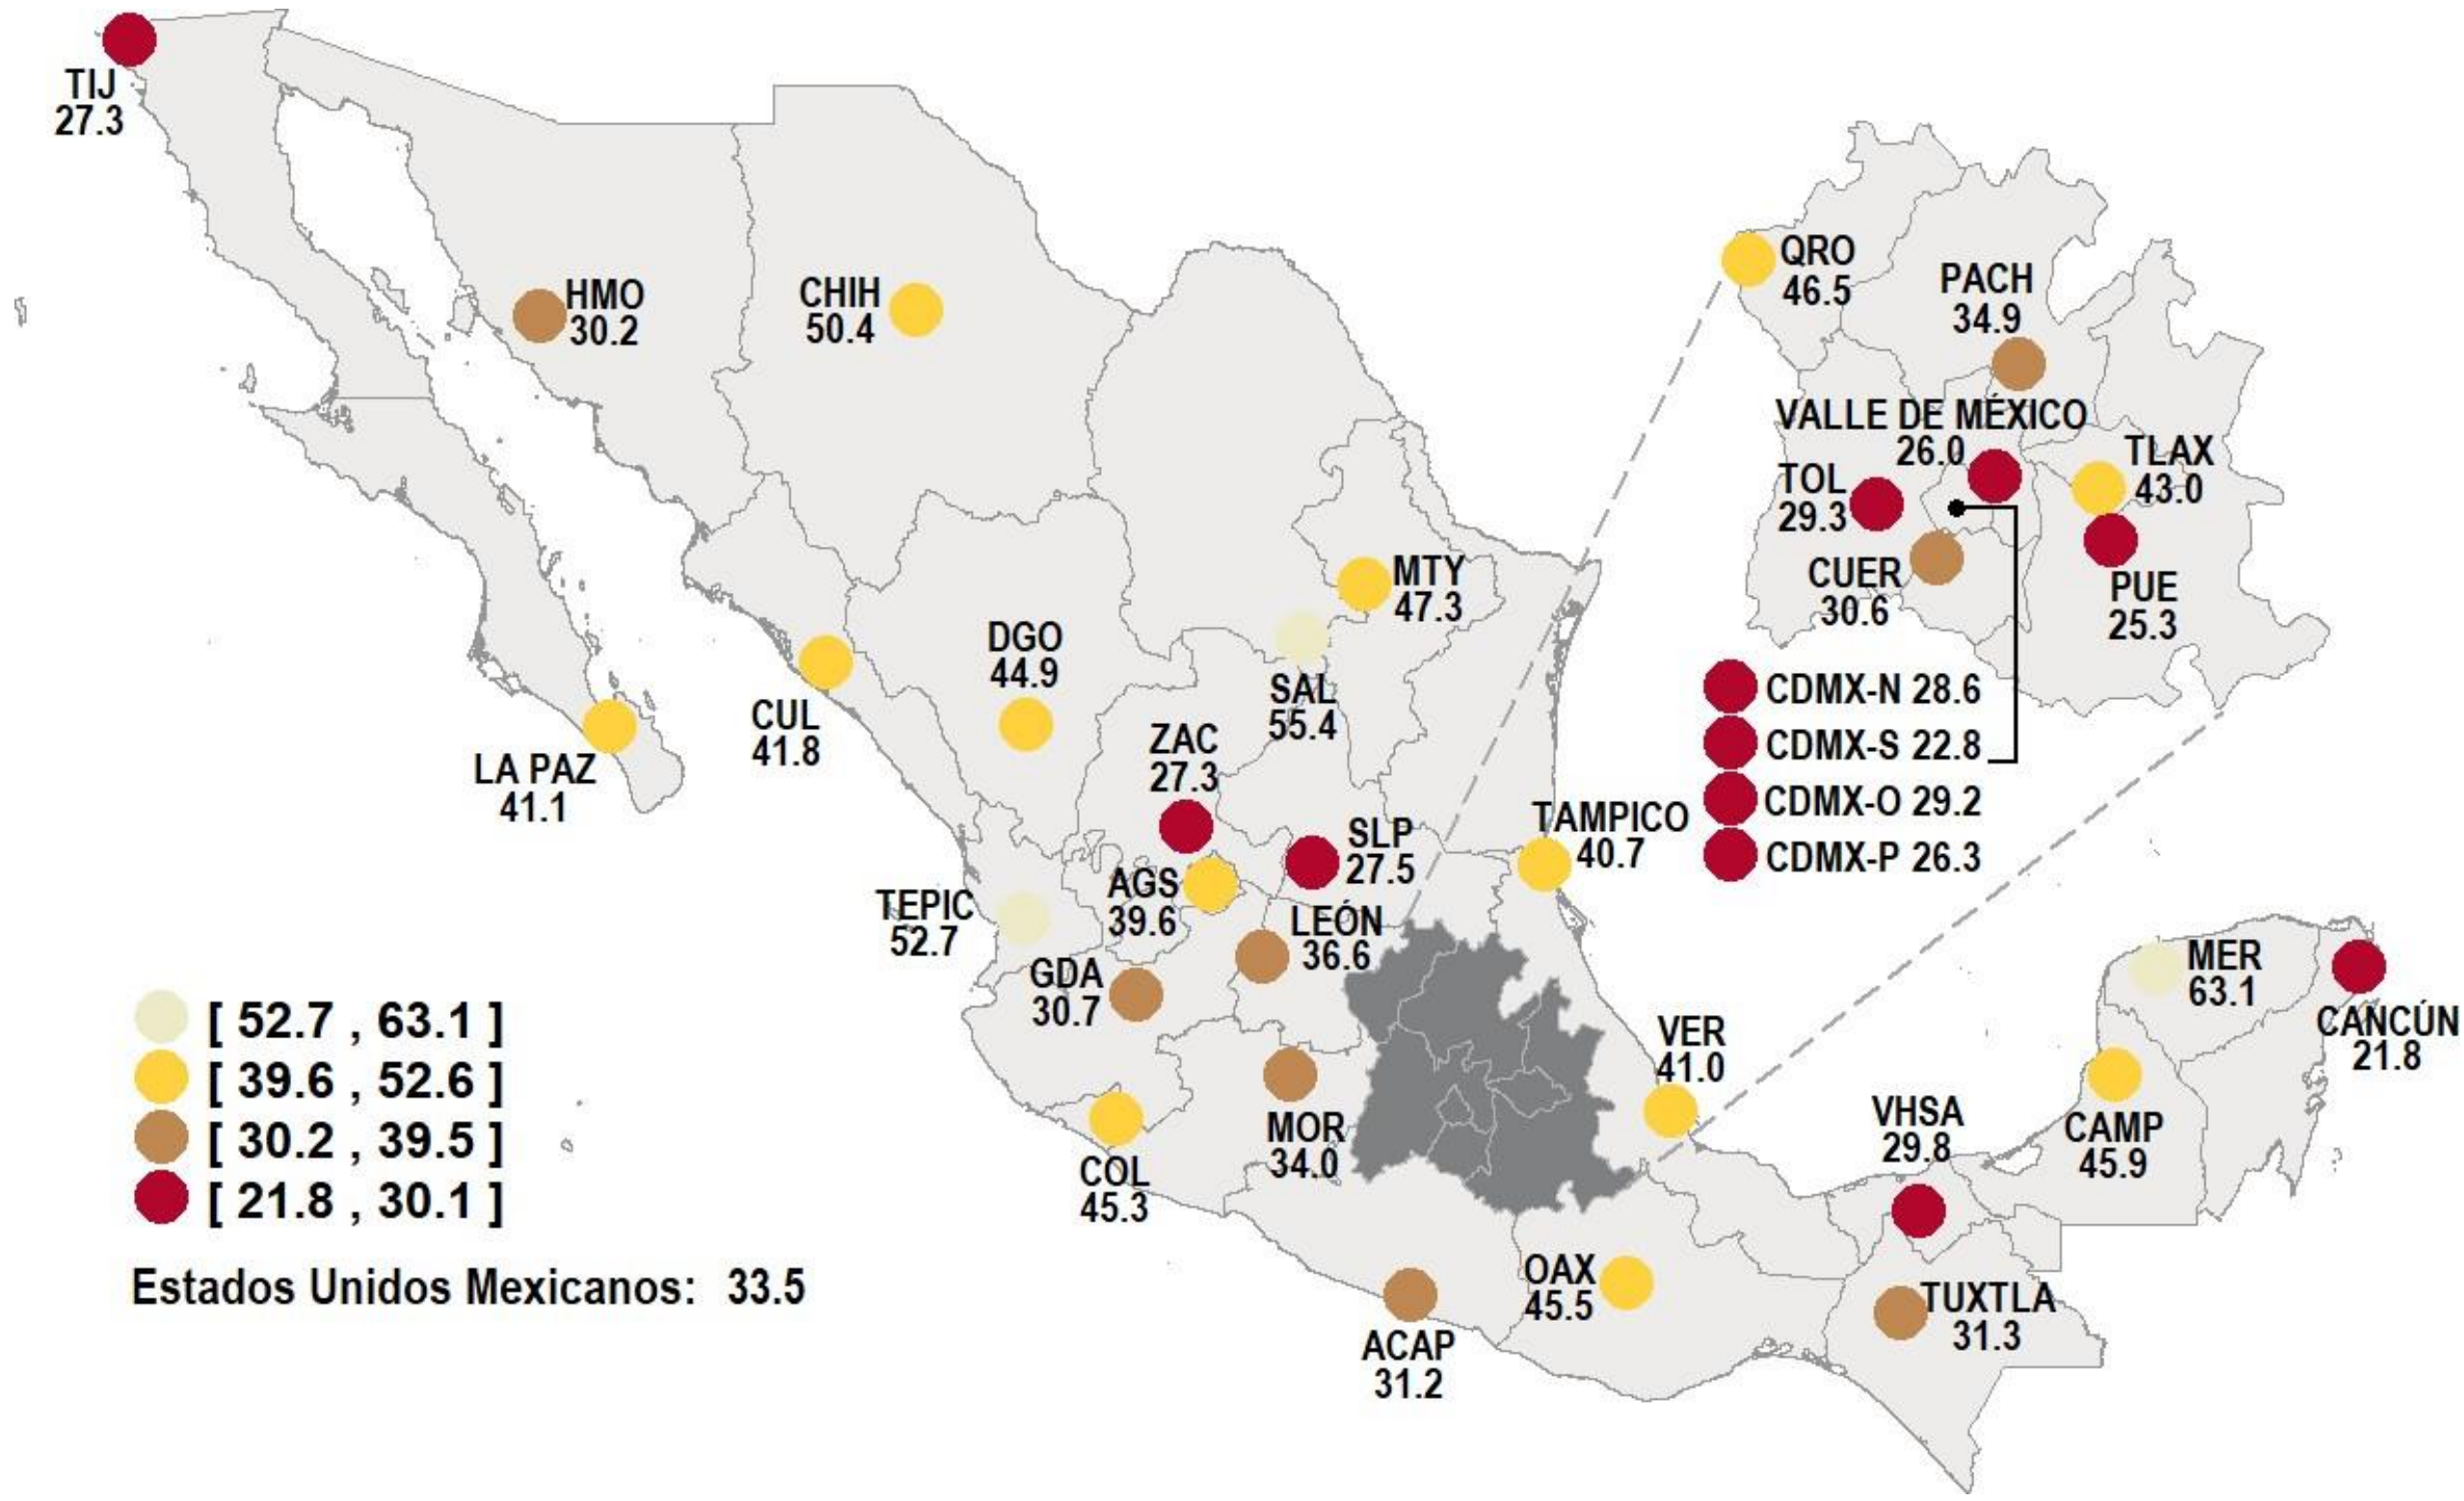 TIJ
27.3
HMO
30.2
CHIH
50.4
QRO
46.5
PACH
34.9
VALLE DE MÉXICO
26.0
TOL
29.3
TLAX
43.0
CUER
30.6
PUE
25.3
MTY
47.3
SAL
55.4
DGO
44.9
CUL
41.8
LA PAZ
41.1
ZAC
27.3
SLP
27.5
AGS
39.6
TAMPICO
40.7
CDMX-N 28.6
CDMX-S 22.8
CDMX-O 29.2
CDMX-P 26.3
TEPIC
52.7
LEÓN
36.6
GDA
30.7
MER
63.1
CANCÚN
21.8
VER
41.0
CAMP
45.9
VHSA
29.8
MOR
34.0
COL
45.3
OAX
45.5
TUXTLA
31.3
ACAP
31.2
[ 52.7 , 63.1 ]
[ 39.6 , 52.6 ]
[ 30.2 , 39.5 ]
[ 21.8 , 30.1 ]
Estados Unidos Mexicanos: 33.5